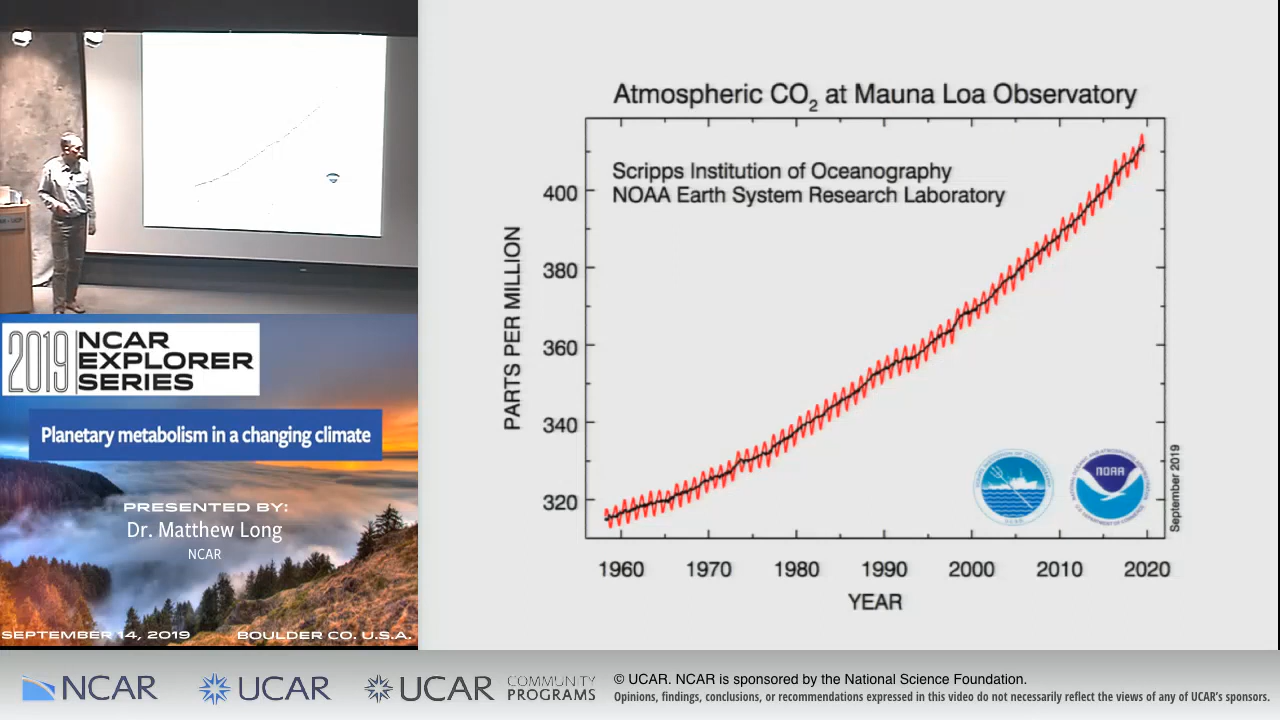 2019
NCAR
EXPLORER
SERIES
Planetary metabolism in a changing climate
PRESENTED BY:
Dr. Matthew Long
NCAR
SEPTEMBER 14, 2019
BOULDER CO. U.S.A.
Atmospheric CO2 at Mauna Loa Observatory
Scripps Institution of Oceanography
NOAA Earth System Research Laboratory
PARTS PER MILLION
400
380
360
340
320
1960 1970 1980 1990 2000 2010 2020
YEAR
NOAA
September 2019
NCAR
UCAR
UCAR
COMMUNITY
PROGRAMS
© UCAR. NCAR is sponsored by the National Science Foundation.
Opinions, findings, conclusions, or recommendations expressed in this video do not necessarily reflect the views of any of UCAR's sponsors.